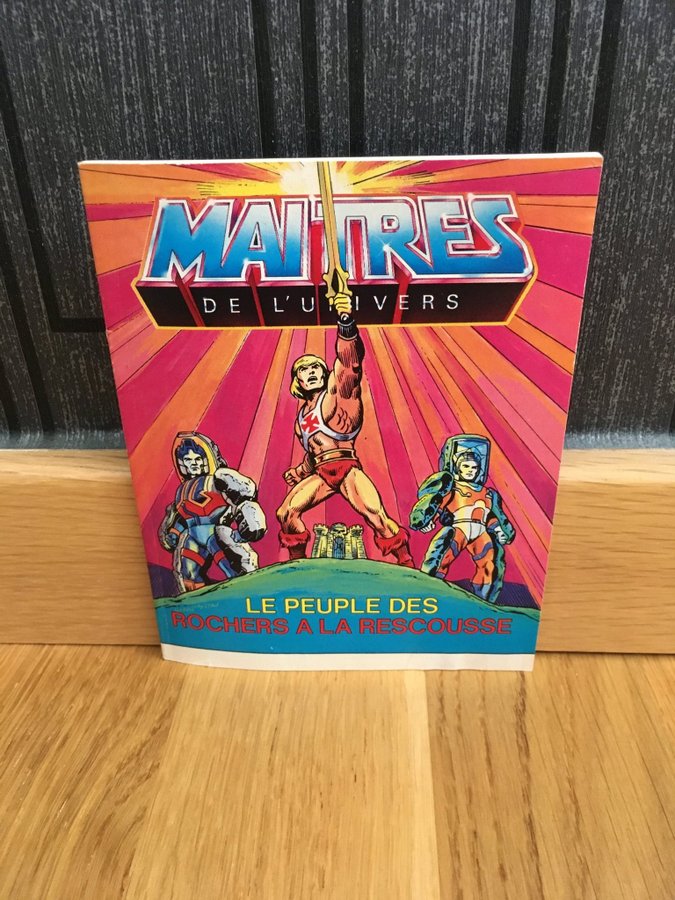 MAITRES
DE L'UNIVERS
LE PEUPLE DES
ROCHERS A LA RESCOUSSE